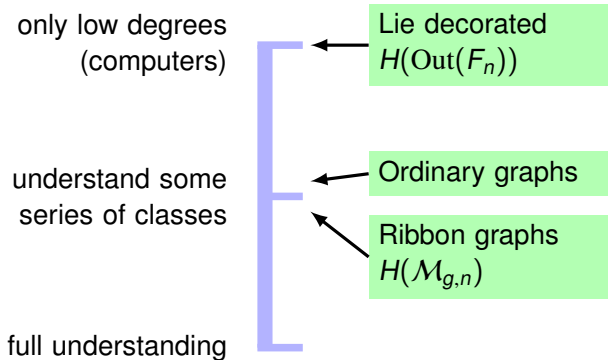 only low degrees
(computers)
Lie decorated
H(Out(Fₙ))
understand some
series of classes
Ordinary graphs
Ribbon graphs
H(ℳ_{g,n})
full understanding